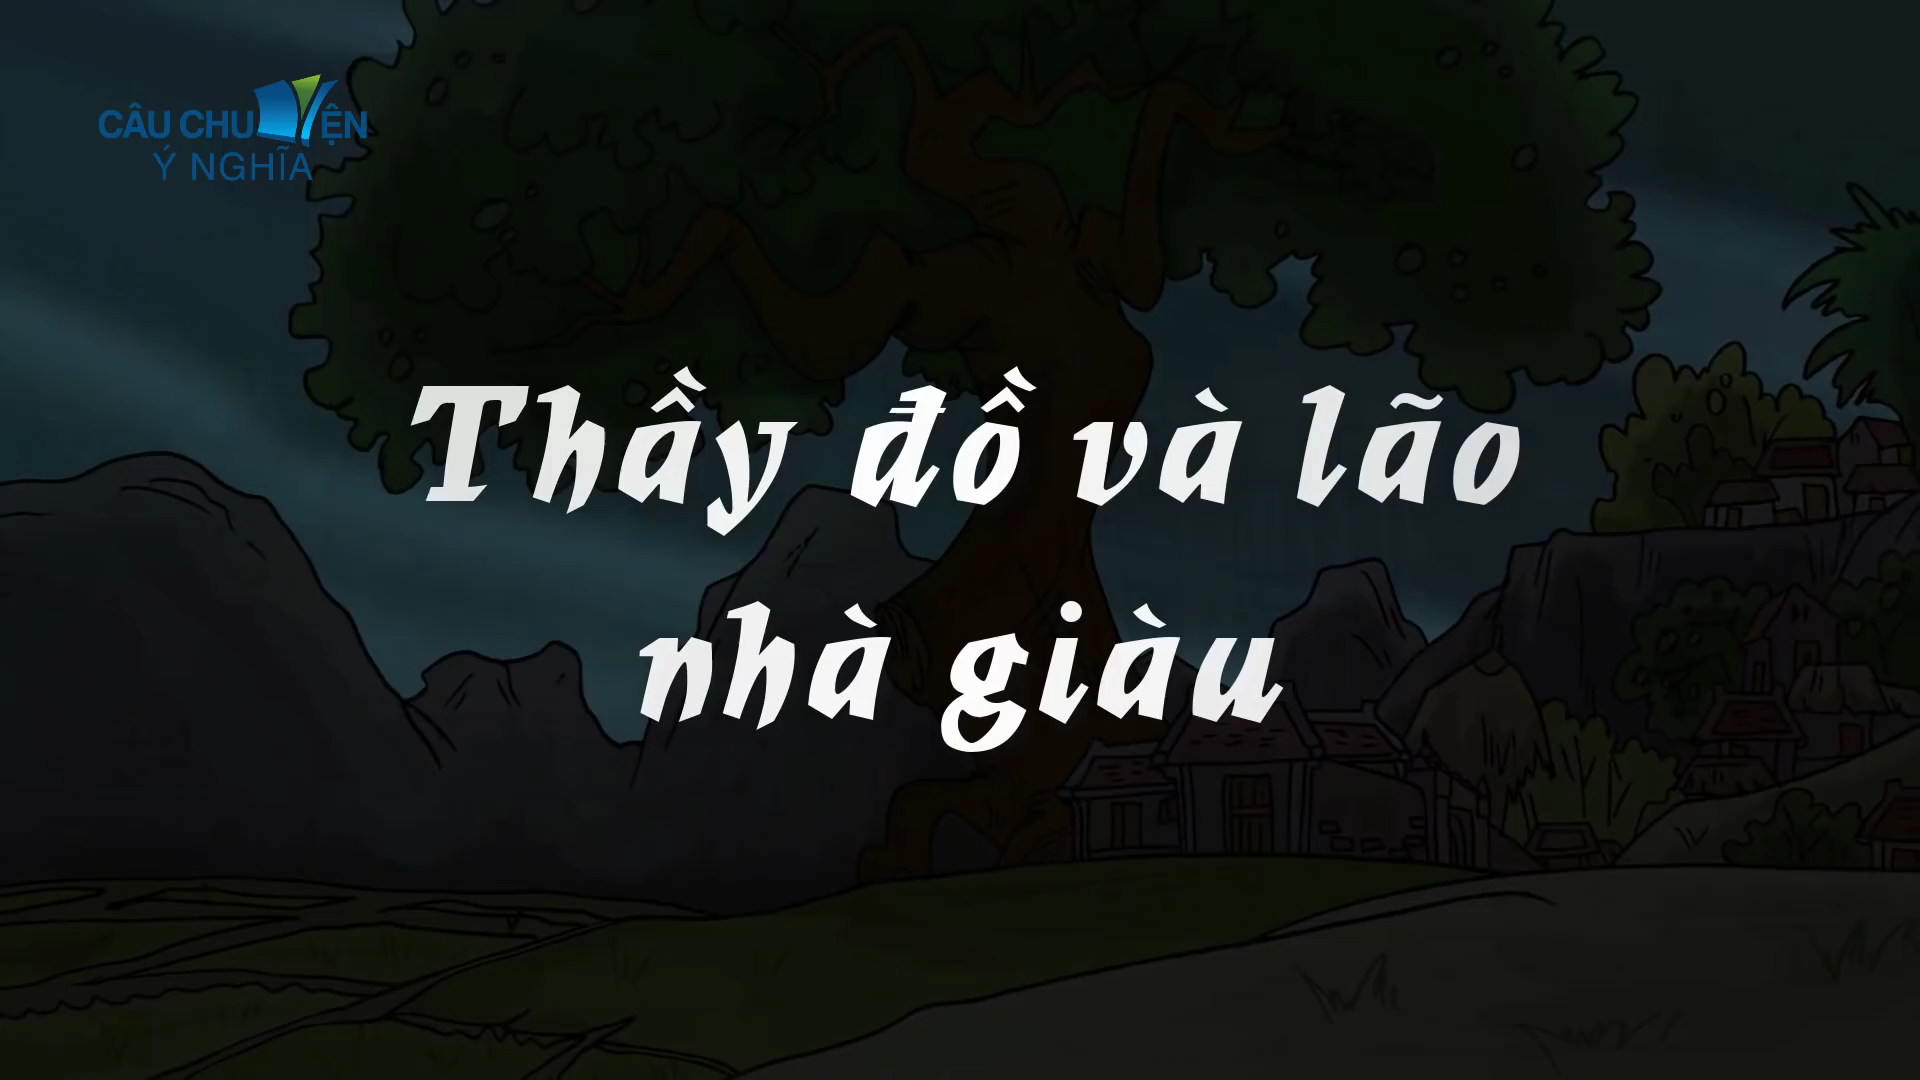 CÂU CHUYỆN
Ý NGHĨA
Thầy đồ và lão
nhà giàu